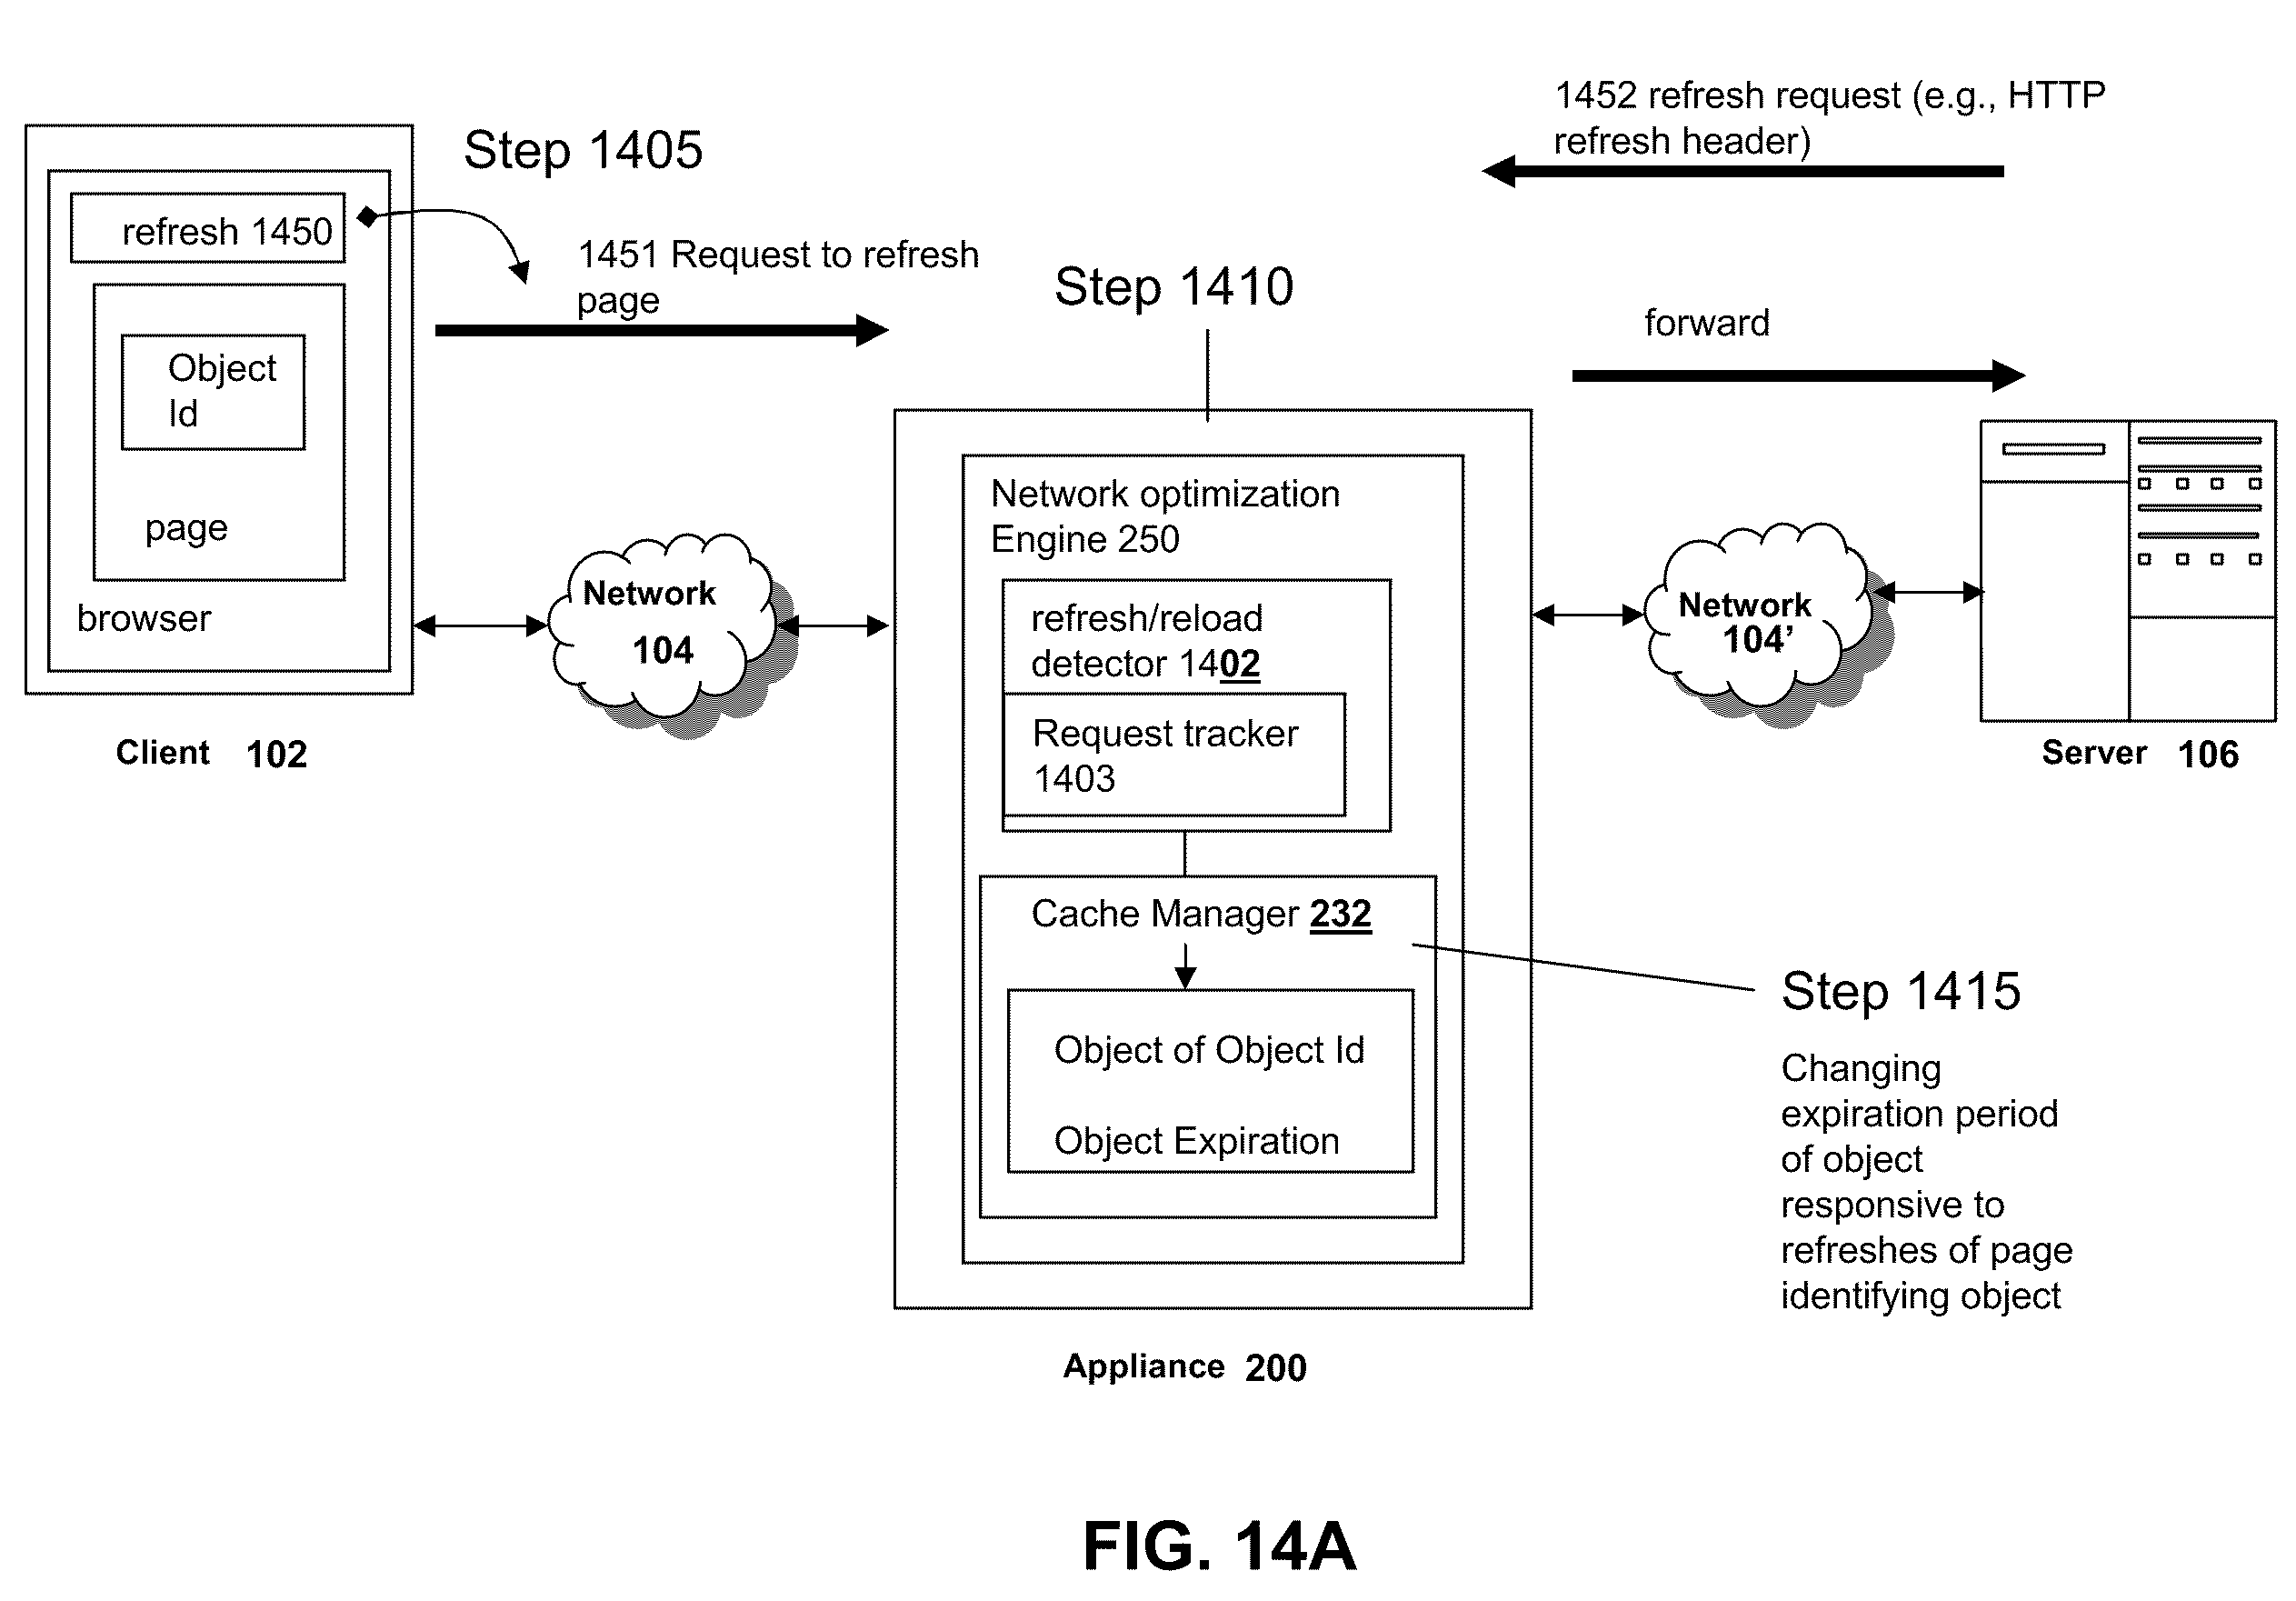 1452 refresh request (e.g., HTTP
refresh header)
Step 1405
refresh 1450
1451 Request to refresh
page
Step 1410
forward
Object
Id
page
browser
Client 102
Network
104
Network optimization
Engine 250
refresh/reload
detector 1402
Request tracker
1403
Cache Manager 232
Object of Object Id
Object Expiration
Appliance 200
Network
104’
Server 106
Step 1415
Changing
expiration period
of object
responsive to
refreshes of page
identifying object
FIG. 14A